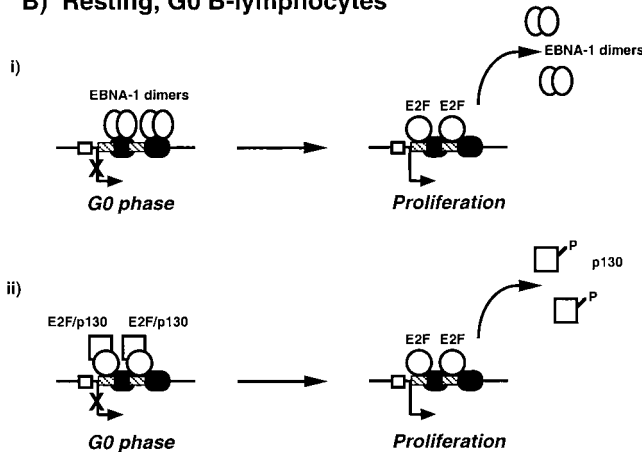 B) Resting, G0 B-lymphocytes
i)
EBNA-1 dimers
X
G0 phase
E2F E2F
Proliferation
EBNA-1 dimers
ii)
E2F/p130 E2F/p130
X
G0 phase
E2F E2F
Proliferation
P
p130
P